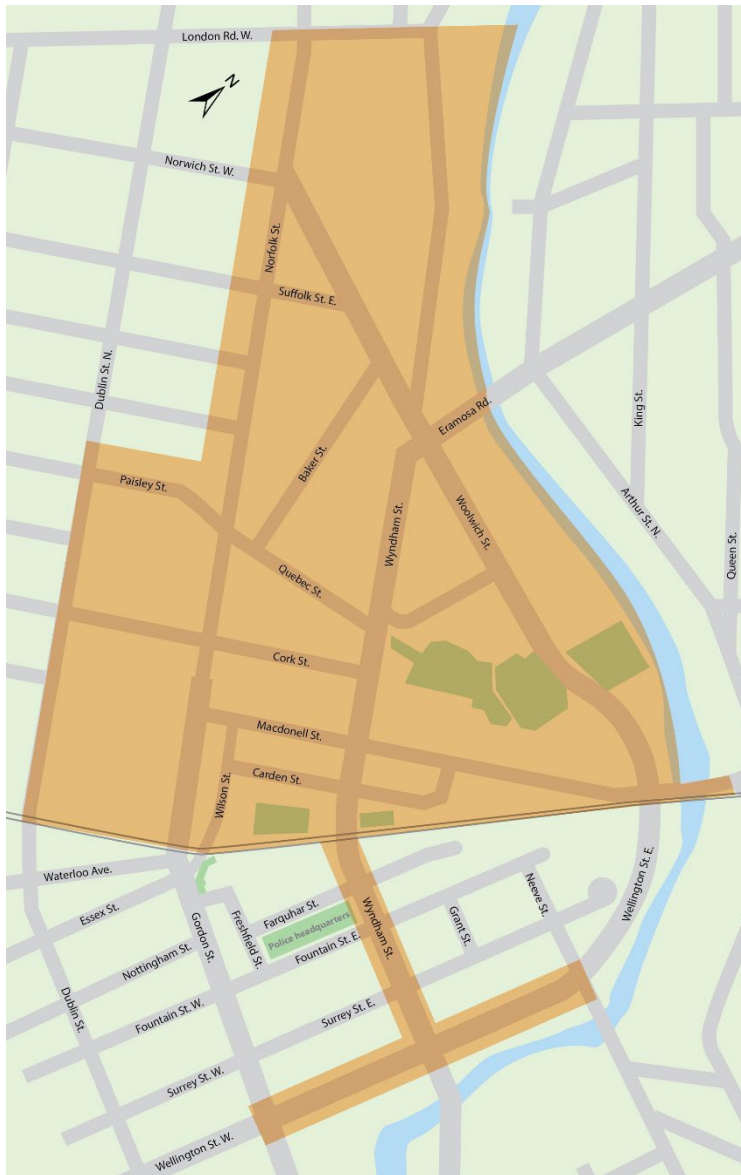 London Rd. W.
N
Norwich St. W.
Norfolk St.
Suffolk St. E.
Dublin St. N.
Eramosa Rd.
King St.
Baker St.
Paisley St.
Arthur St. N.
Woolwich St.
Wyndham St.
Queen St.
Quebec St.
Cork St.
Macdonell St.
Carden St.
Wilson St.
Waterloo Ave.
Essex St.
Farquhar St.
Wyndham St.
Neeve St.
Wellington St. E.
Gordon St.
Freshfield St.
Police headquarters
Grant St.
Nottingham St.
Fountain St. E.
Dublin St.
Fountain St. W.
Surrey St. E.
Surrey St. W.
Wellington St. W.